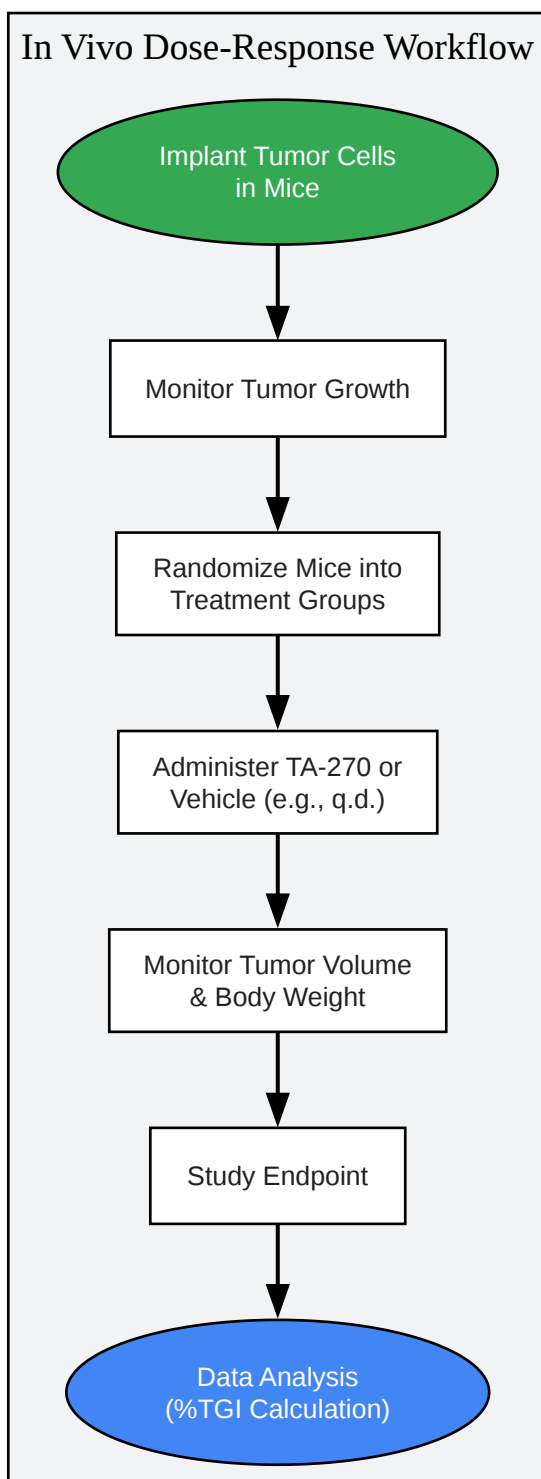 In Vivo Dose-Response Workflow
Implant Tumor Cells
in Mice
Monitor Tumor Growth
Randomize Mice into
Treatment Groups
Administer TA-270 or
Vehicle (e.g., q.d.)
Monitor Tumor Volume
& Body Weight
Study Endpoint
Data Analysis
(%TGI Calculation)